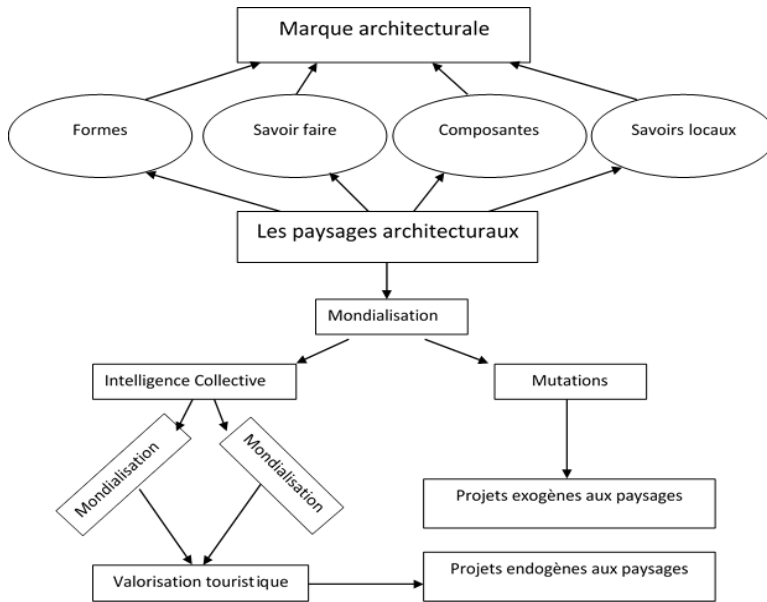 Marque architecturale
Formes
Savoir faire
Composantes
Savoirs locaux
Les paysages architecturaux
Mondialisation
Intelligence Collective
Mutations
Mondialisation
Mondialisation
Projets exogènes aux paysages
Valorisation touristique
Projets endogènes aux paysages